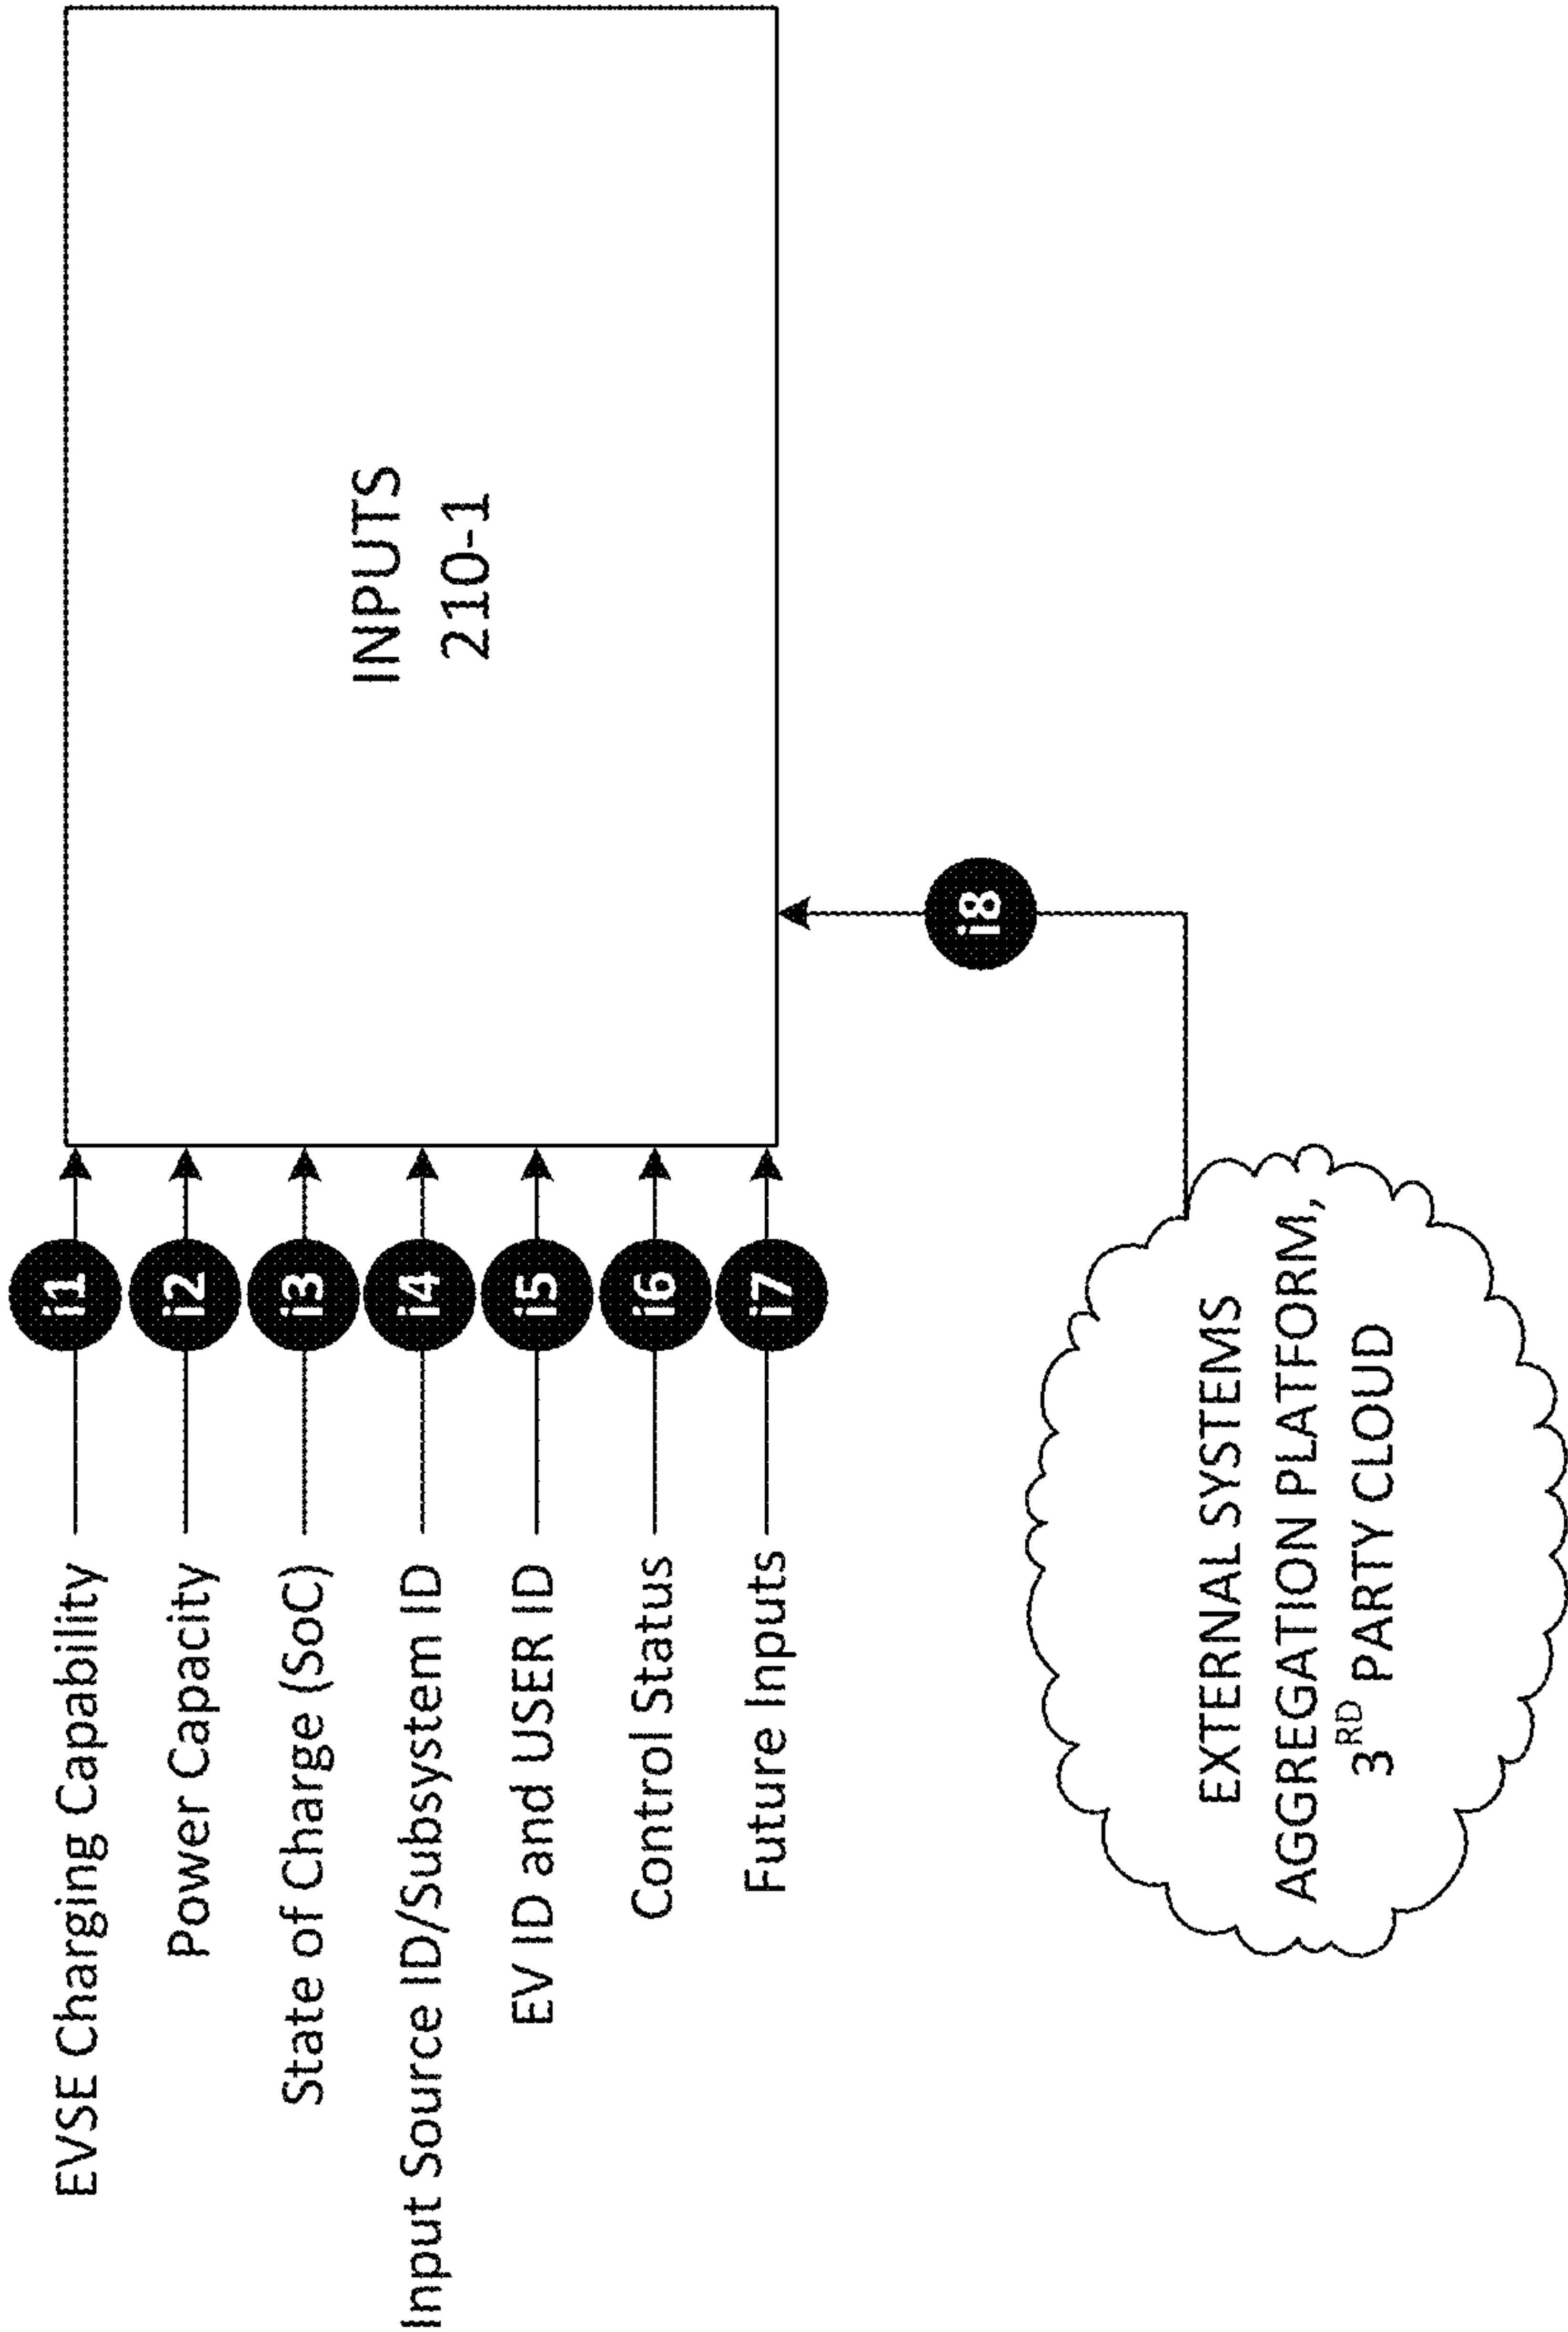 EVSE Charging Capability
i1
Power Capacity
i2
State of Charge (SoC)
i3
Input Source ID/Subsystem ID
i4
EV ID and USER ID
i5
Control Status
i6
Future Inputs
i7
INPUTS
210-1
i8
EXTERNAL SYSTEMS
AGGREGATION PLATFORM,
3RD PARTY CLOUD